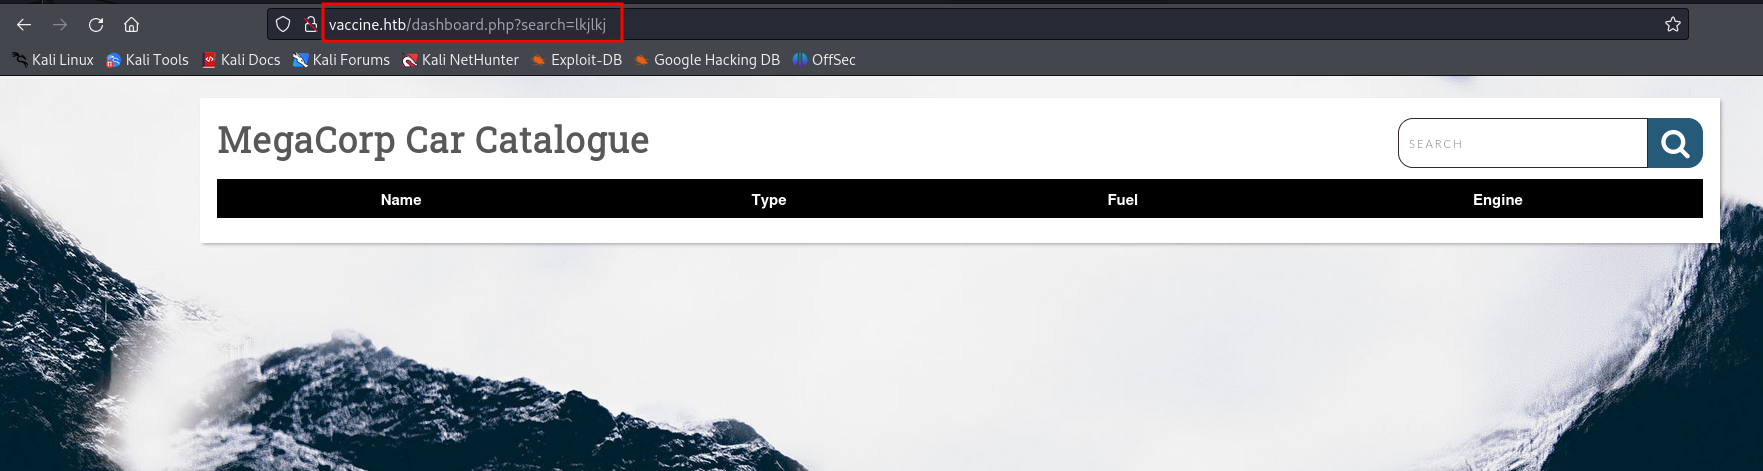 vaccine.htb/dashboard.php?search=lkjlkj
Kali Linux Kali Tools Kali Docs Kali Forums Kali NetHunter Exploit-DB Google Hacking DB OffSec
MegaCorp Car Catalogue
SEARCH
Name Type Fuel Engine